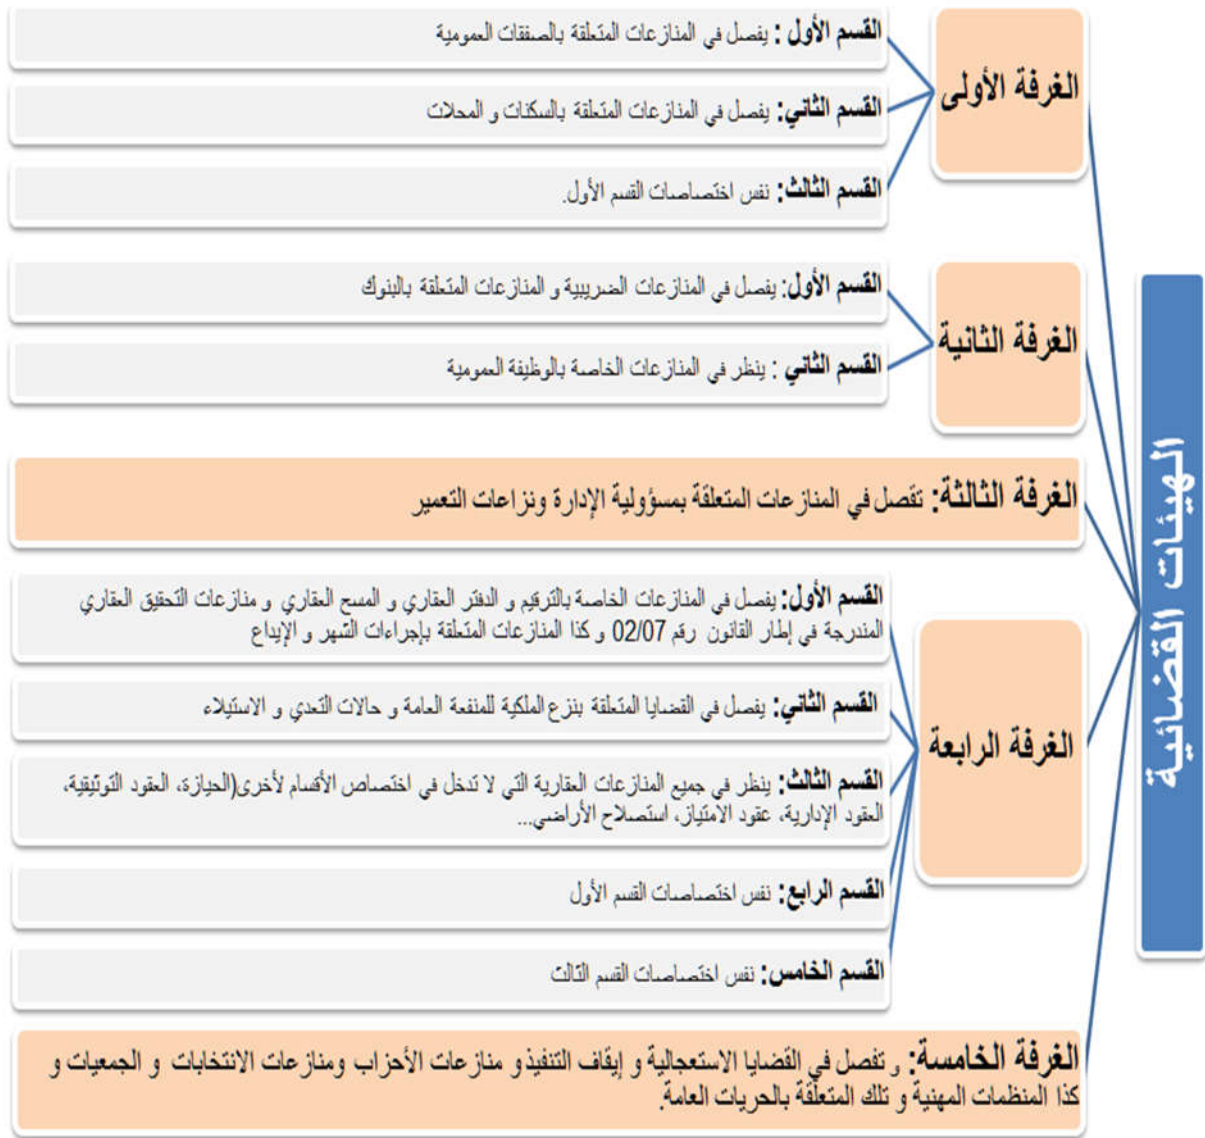 الهيئات القضائية
الغرفة الأولى
القسم الأول : يفصل في المنازعات المتعلقة بالصفقات العمومية
القسم الثاني: يفصل في المنازعات المتعلقة بالسكنات و المحلات
القسم الثالث: نفس اختصاصات القسم الأول.
الغرفة الثانية
القسم الأول: يفصل في المنازعات الضريبية و المنازعات المتعلقة بالبنوك
القسم الثاني : ينظر في المنازعات الخاصة بالوظيفة العمومية
الغرفة الثالثة: تفصل في المنازعات المتعلقة بمسؤولية الإدارة ونزاعات التعمير
الغرفة الرابعة
القسم الأول: يفصل في المنازعات الخاصة بالترقيم و الدفتر العقاري و المسح العقاري و منازعات التحقيق العقاري
المندرجة في إطار القانون رقم 02/07 و كذا المنازعات المتعلقة بإجراءات الشهر و الإيداع
القسم الثاني: يفصل في القضايا المتعلقة بنزع الملكية للمنفعة العامة و حالات التعدي و الاستيلاء
القسم الثالث: ينظر في جميع المنازعات العقارية التي لا تدخل في اختصاص الأقسام لأخرى(الحيازة، العقود التوثيقية،
العقود الإدارية، عقود الامتياز، استصلاح الأراضي...
القسم الرابع: نفس اختصاصات القسم الأول
القسم الخامس: نفس اختصاصات القسم الثالث
الغرفة الخامسة: و تفصل في القضايا الاستعجالية و إيقاف التنفيذو منازعات الأحزاب ومنازعات الانتخابات و الجمعيات و
كذا المنظمات المهنية و تلك المتعلقة بالحريات العامة.